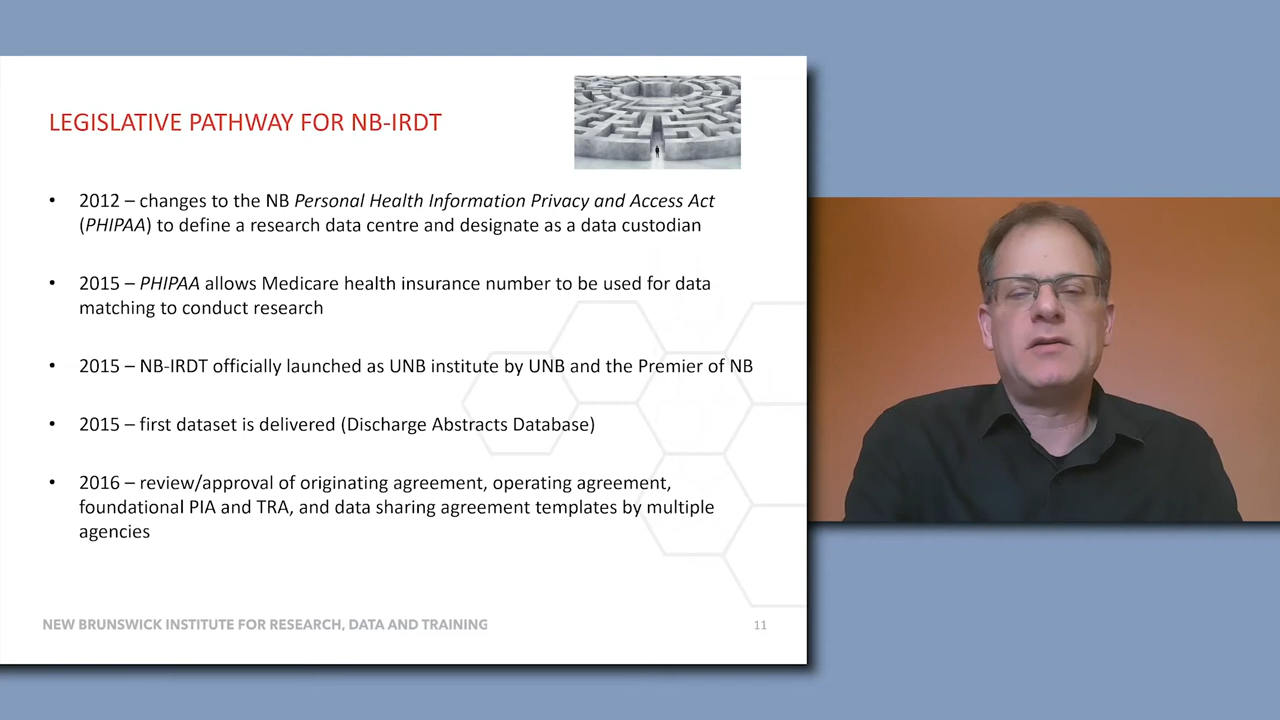 LEGISLATIVE PATHWAY FOR NB-IRDT
• 2012 – changes to the NB Personal Health Information Privacy and Access Act
(PHIPAA) to define a research data centre and designate as a data custodian
• 2015 – PHIPAA allows Medicare health insurance number to be used for data
matching to conduct research
• 2015 – NB-IRDT officially launched as UNB institute by UNB and the Premier of NB
• 2015 – first dataset is delivered (Discharge Abstracts Database)
• 2016 – review/approval of originating agreement, operating agreement,
foundational PIA and TRA, and data sharing agreement templates by multiple
agencies
NEW BRUNSWICK INSTITUTE FOR RESEARCH, DATA AND TRAINING
11